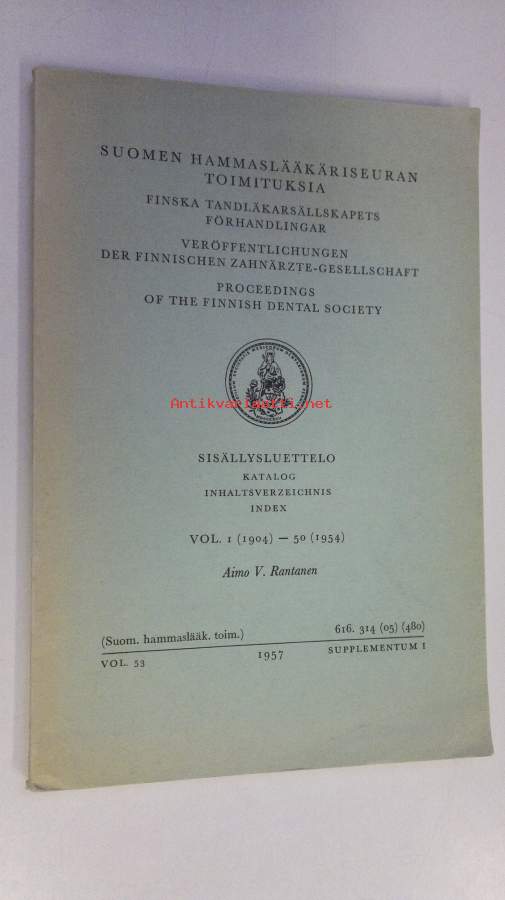 SUOMEN HAMMASLÄÄKÄRISEURAN
TOIMITUKSIA
FINSKA TANDLÄKARSÄLLSKAPETS
FÖRHANDLINGAR
VERÖFFENTLICHUNGEN
DER FINNISCHEN ZAHNÄRZTE-GESELLSCHAFT
PROCEEDINGS
OF THE FINNISH DENTAL SOCIETY
Antikvariaatti.net
SISÄLLYSLUETTELO
KATALOG
INHALTSVERZEICHNIS
INDEX
VOL. 1 (1904) — 50 (1954)
Aimo V. Rantanen
(Suom. hammaslääk. toim.) 616. 314 (05) (480)
VOL. 53 1957 SUPPLEMENTUM 1